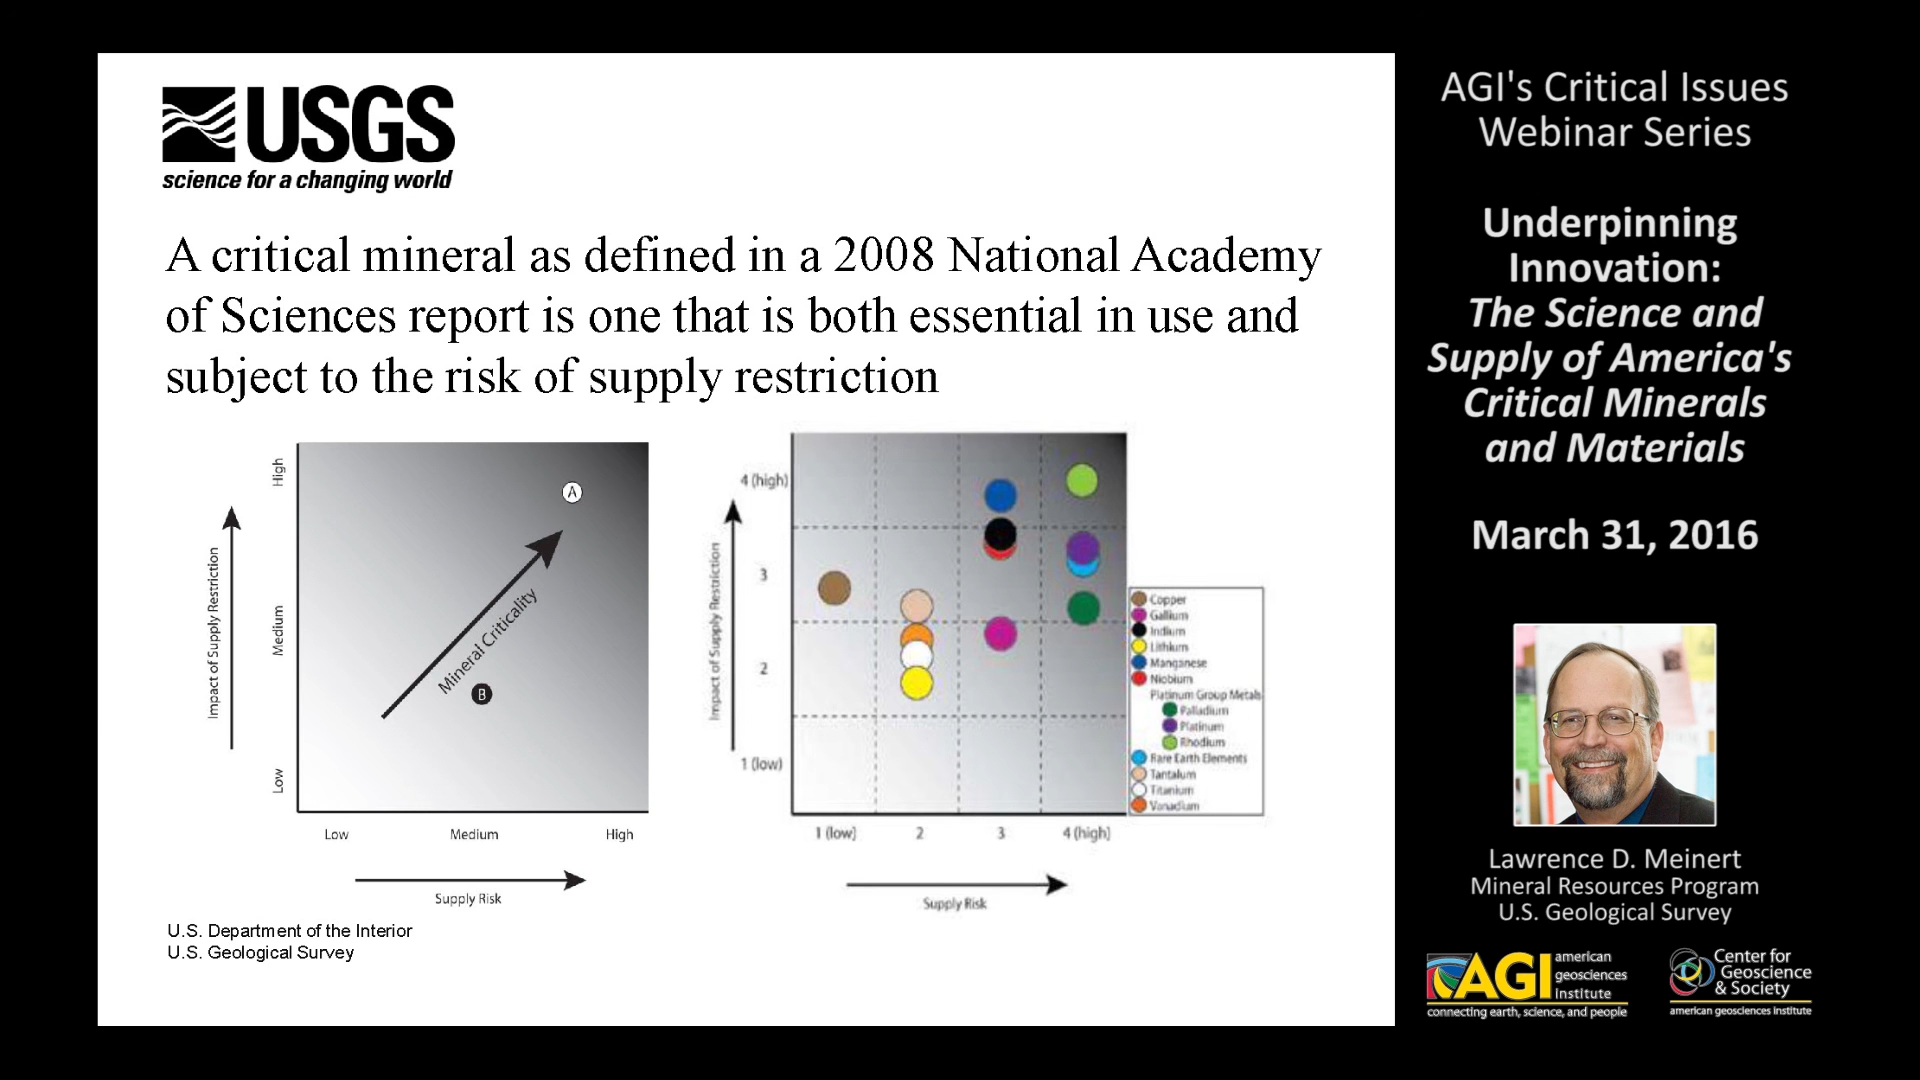 USGS
science for a changing world
A critical mineral as defined in a 2008 National Academy
of Sciences report is one that is both essential in use and
subject to the risk of supply restriction
Impact of Supply Restriction
High
Medium
Low
A
Mineral Criticality
B
Low Medium High
Supply Risk
Impact of Supply Restriction
4 (high)
3
2
1 (low)
1 (low) 2 3 4 (high)
Supply Risk
Copper
Gallium
Indium
Lithium
Manganese
Niobium
Platinum Group Metals
Palladium
Platinum
Rhodium
Rare Earth Elements
Tantalum
Titanium
Vanadium
U.S. Department of the Interior
U.S. Geological Survey
AGI's Critical Issues
Webinar Series
Underpinning
Innovation:
The Science and
Supply of America's
Critical Minerals
and Materials
March 31, 2016
Lawrence D. Meinert
Mineral Resources Program
U.S. Geological Survey
AGI
american
geosciences
institute
connecting earth, science, and people
Center for
Geoscience
& Society
american geosciences institute